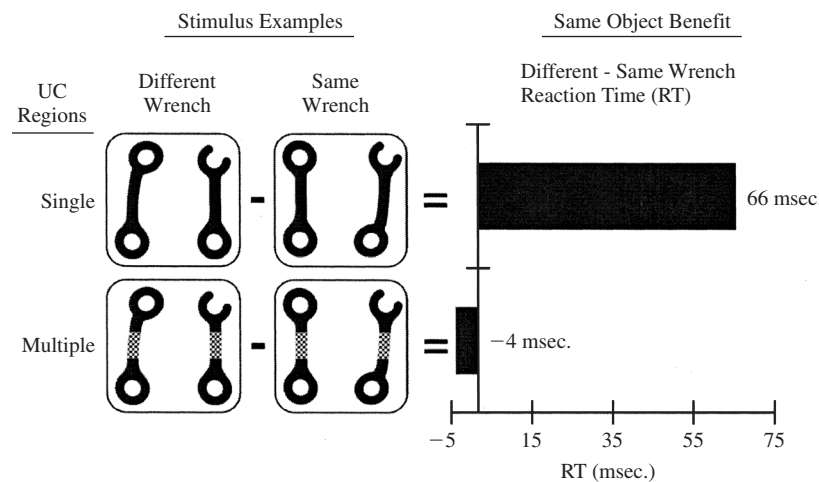 Stimulus Examples
Same Object Benefit
UC
Regions
Different
Wrench
Same
Wrench
Different - Same Wrench
Reaction Time (RT)
Single
-
=
66 msec.
Multiple
-
=
−4 msec.
−5 15 35 55 75
RT (msec.)